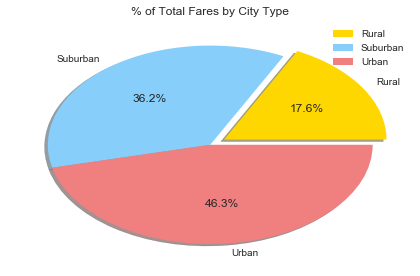 % of Total Fares by City Type
Rural
Suburban
Urban
Suburban
Rural
36.2%
17.6%
46.3%
Urban